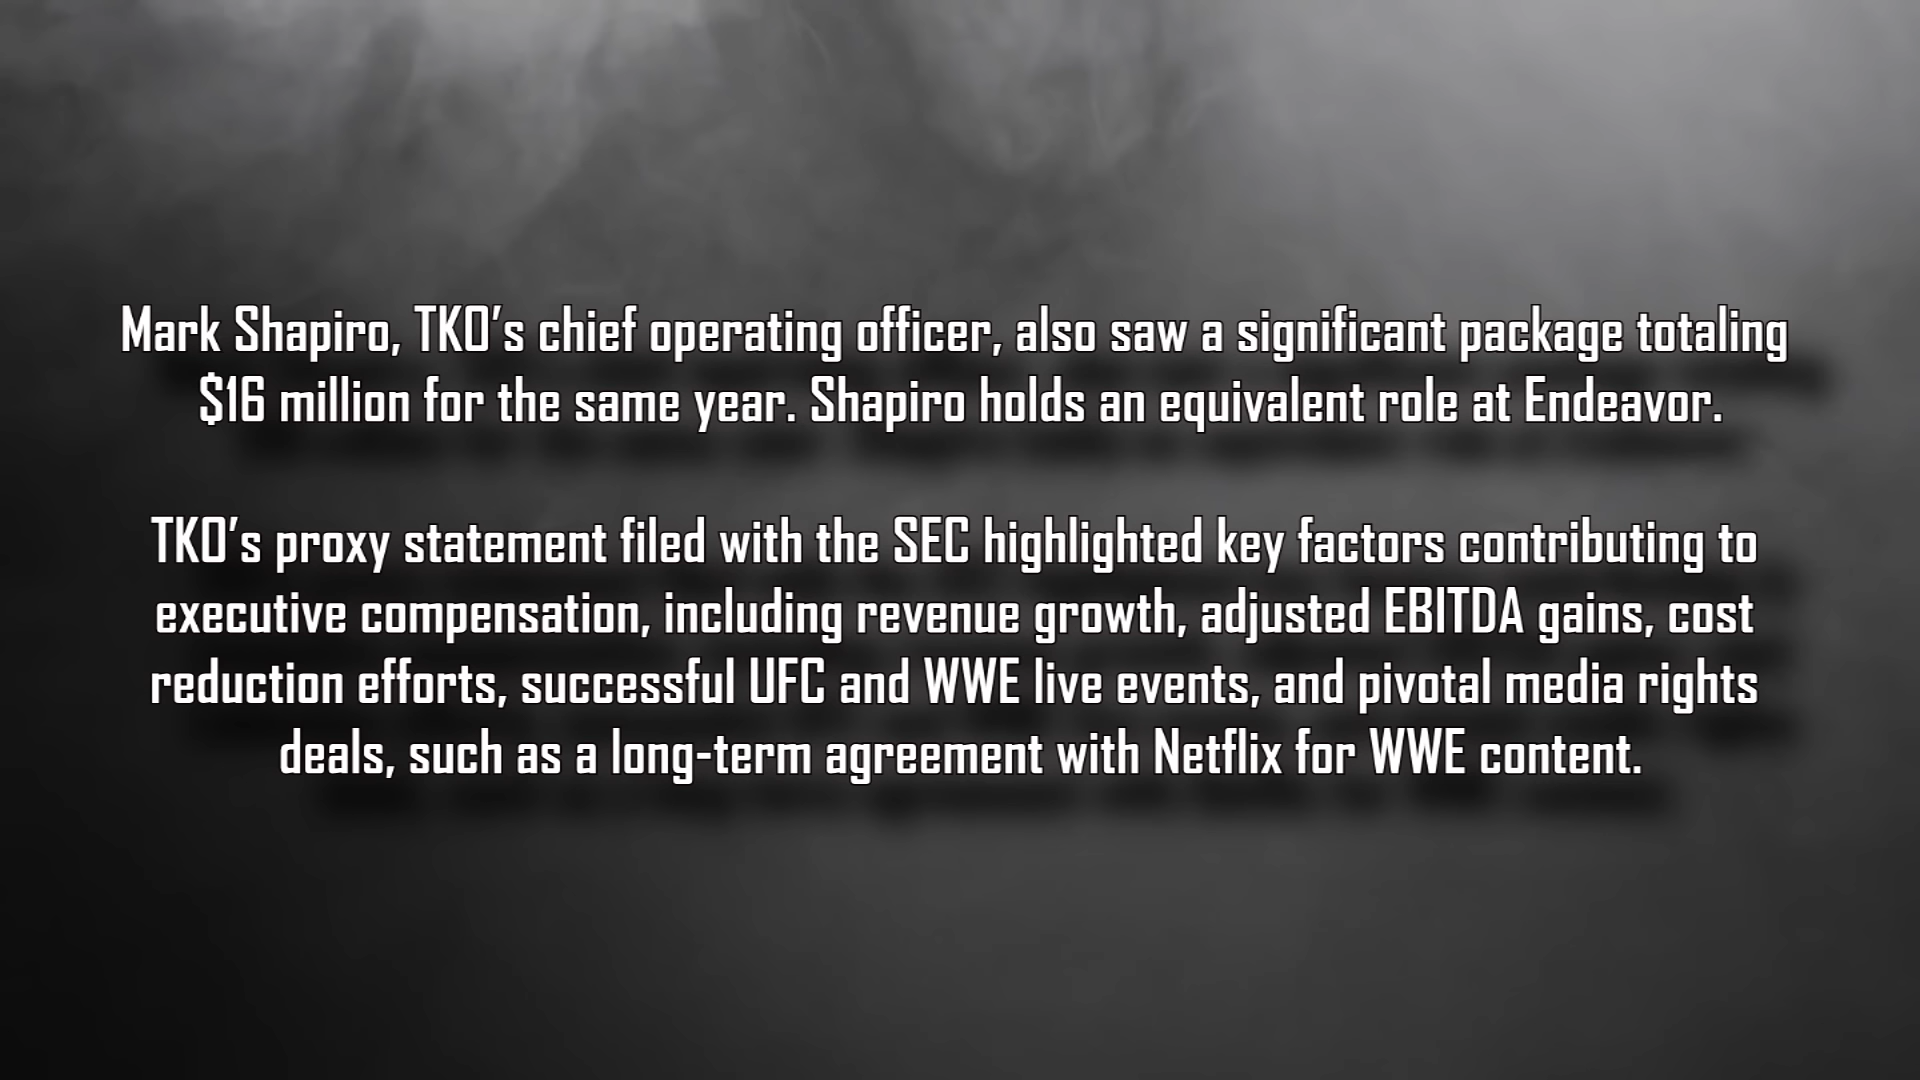 Mark Shapiro, TKO's chief operating officer, also saw a significant package totaling
$16 million for the same year. Shapiro holds an equivalent role at Endeavor.
TKO's proxy statement filed with the SEC highlighted key factors contributing to
executive compensation, including revenue growth, adjusted EBITDA gains, cost
reduction efforts, successful UFC and WWE live events, and pivotal media rights
deals, such as a long-term agreement with Netflix for WWE content.